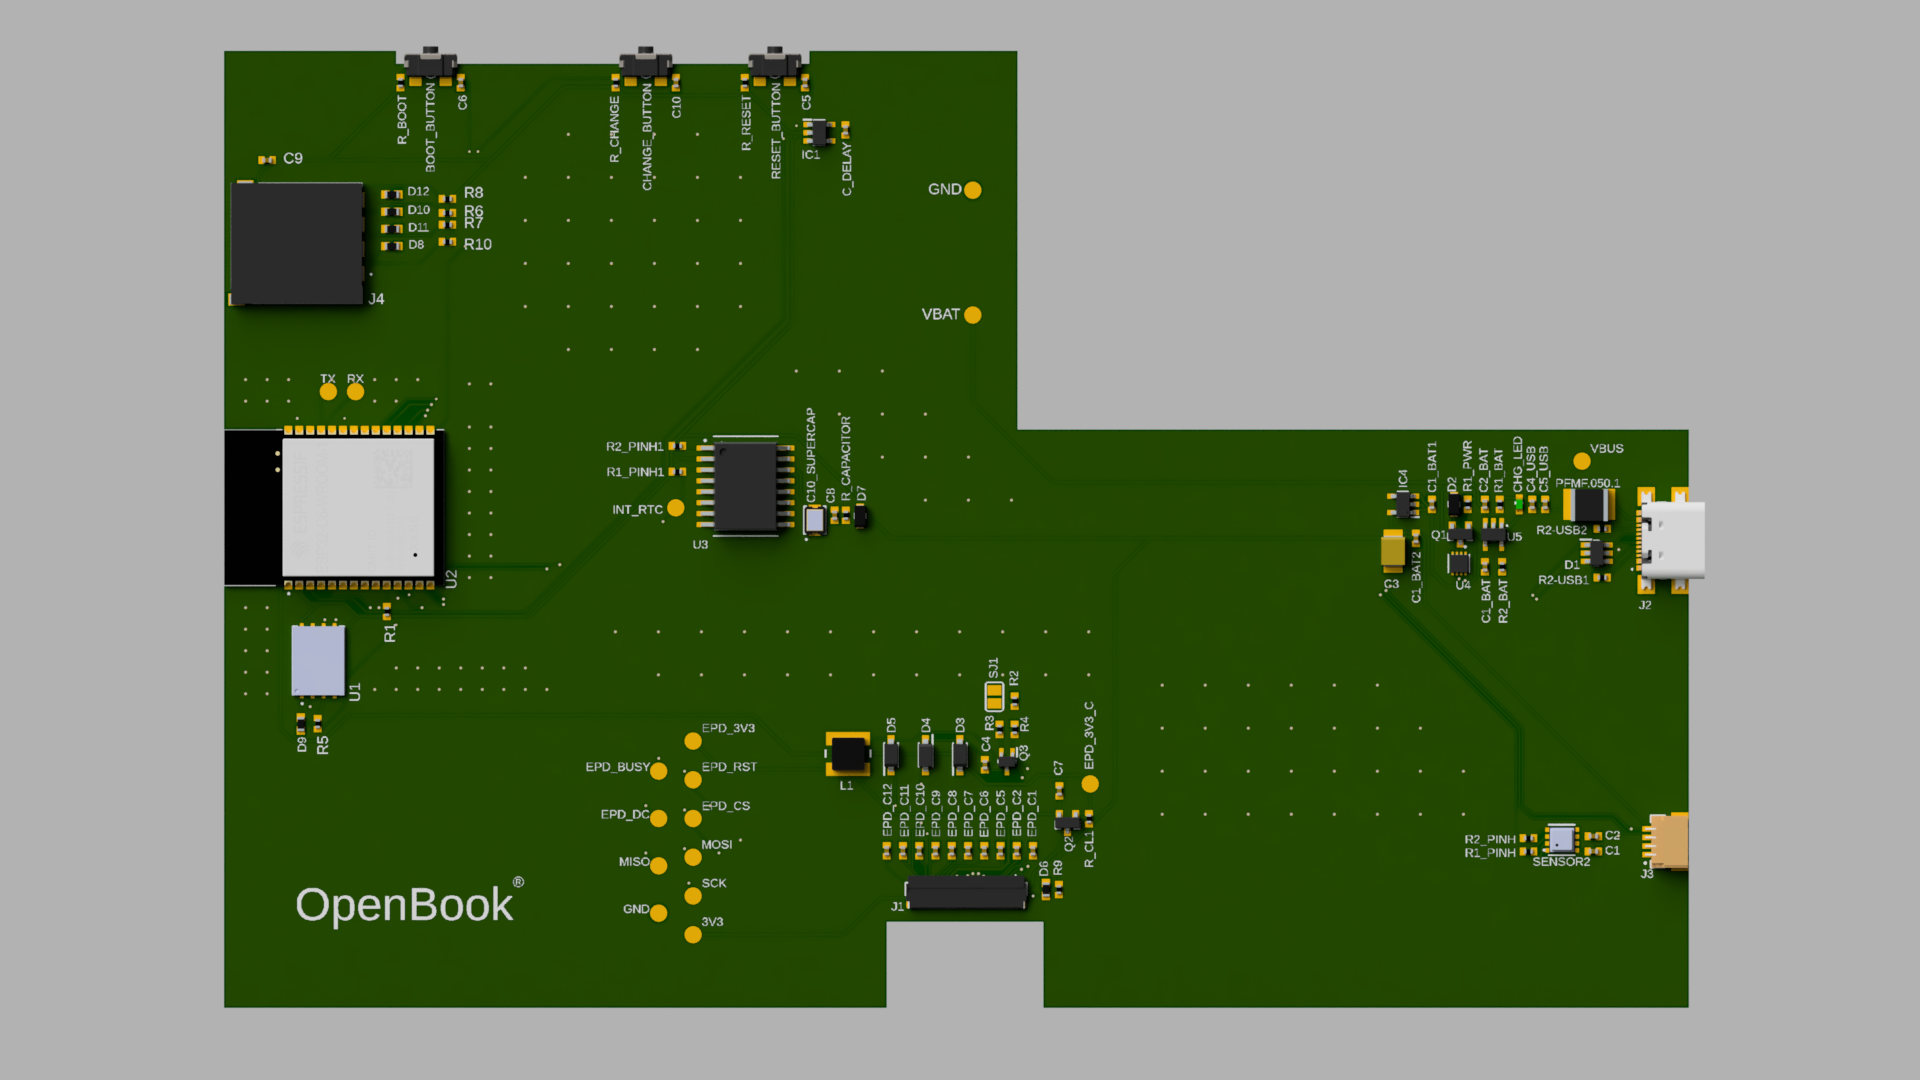 R_BOOT
BOOT_BUTTON
C6
R_CHANGE
CHANGE_BUTTON
C10
R_RESET
RESET_BUTTON
C5
IC1
C_DELAY
C9
D12
R8
D10
R6
D11
R7
D8
R10
J4
GND
VBAT
TX
RX
U2
R1
U1
D9
R5
R2_PINH1
R1_PINH1
INT_RTC
U3
C10_SUPERCAP
C8
R_CAPACITOR
D7
IC4
C1_BAT1
D2
R1_PWR
C2_BAT
R1_BAT
CHG_LED
C4_USB
C5_USB
VBUS
PFMF.050.1
Q1
U5
R2-USB2
D1
R2-USB1
J2
C3
C1_BAT2
U4
C1_BAT
R2_BAT
SJ1
R2
R3
R4
EPD_3V3
EPD_BUSY
EPD_RST
EPD_DC
EPD_CS
MOSI
MISO
SCK
GND
3V3
L1
D5
D4
D3
C4
Q3
EPD_3V3_C
C7
EPD_C12
EPD_C11
EPD_C10
EPD_C9
EPD_C8
EPD_C7
EPD_C6
EPD_C5
EPD_C2
EPD_C1
Q2
R_CL1
D6
R9
J1
R2_PINH
R1_PINH
SENSOR2
C2
C1
J3
OpenBook®